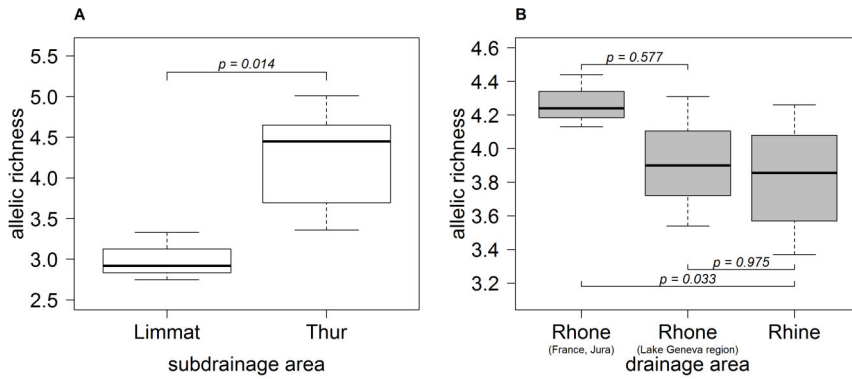 A
allelic richness
5.5
5.0
4.5
4.0
3.5
3.0
2.5
p = 0.014
Limmat Thur
subdrainage area
B
allelic richness
4.6
4.4
4.2
4.0
3.8
3.6
3.4
3.2
p = 0.577
p = 0.975
p = 0.033
Rhone Rhone Rhine
(France, Jura) (Lake Geneva region)
drainage area